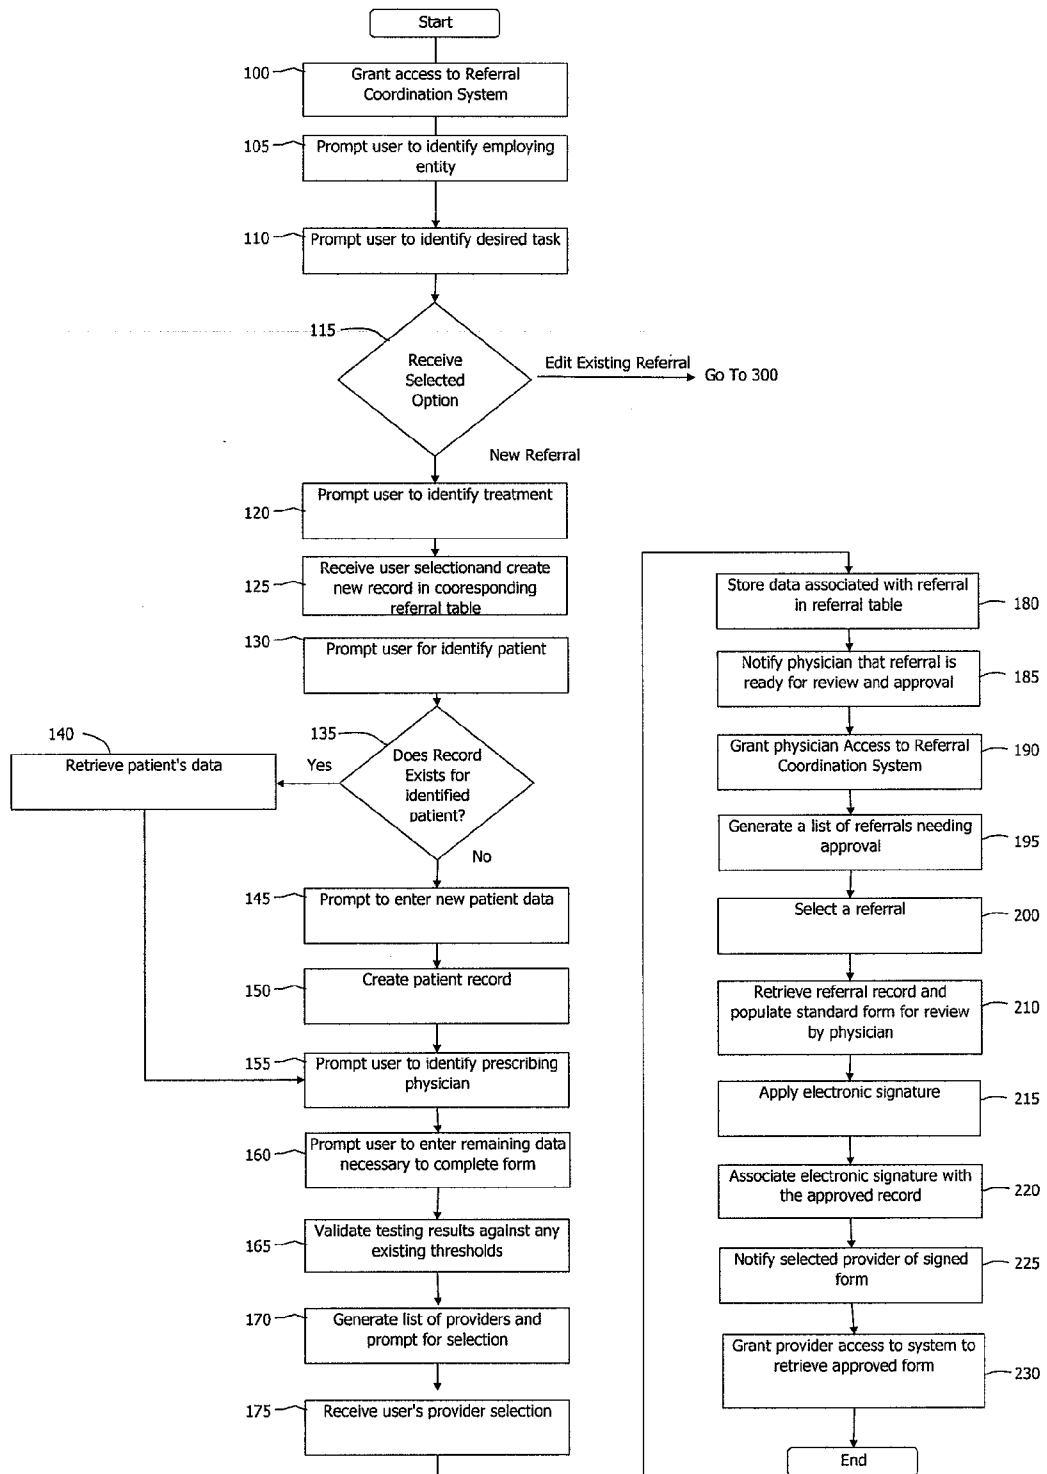 Start
100
Grant access to Referral
Coordination System
105
Prompt user to identify employing
entity
110
Prompt user to identify desired task
115
Receive
Selected
Option
Edit Existing Referral
Go To 300
New Referral
120
Prompt user to identify treatment
125
Receive user selectionand create
new record in cooresponding
referral table
130
Prompt user for identify patient
135
Does Record
Exists for
identified
patient?
Yes
140
Retrieve patient's data
No
145
Prompt to enter new patient data
150
Create patient record
155
Prompt user to identify prescribing
physician
160
Prompt user to enter remaining data
necessary to complete form
165
Validate testing results against any
existing thresholds
170
Generate list of providers and
prompt for selection
175
Receive user's provider selection
Store data associated with referral
in referral table
180
Notify physician that referral is
ready for review and approval
185
Grant physician Access to Referral
Coordination System
190
Generate a list of referrals needing
approval
195
Select a referral
200
Retrieve referral record and
populate standard form for review
by physician
210
Apply electronic signature
215
Associate electronic signature with
the approved record
220
Notify selected provider of signed
form
225
Grant provider access to system to
retrieve approved form
230
End